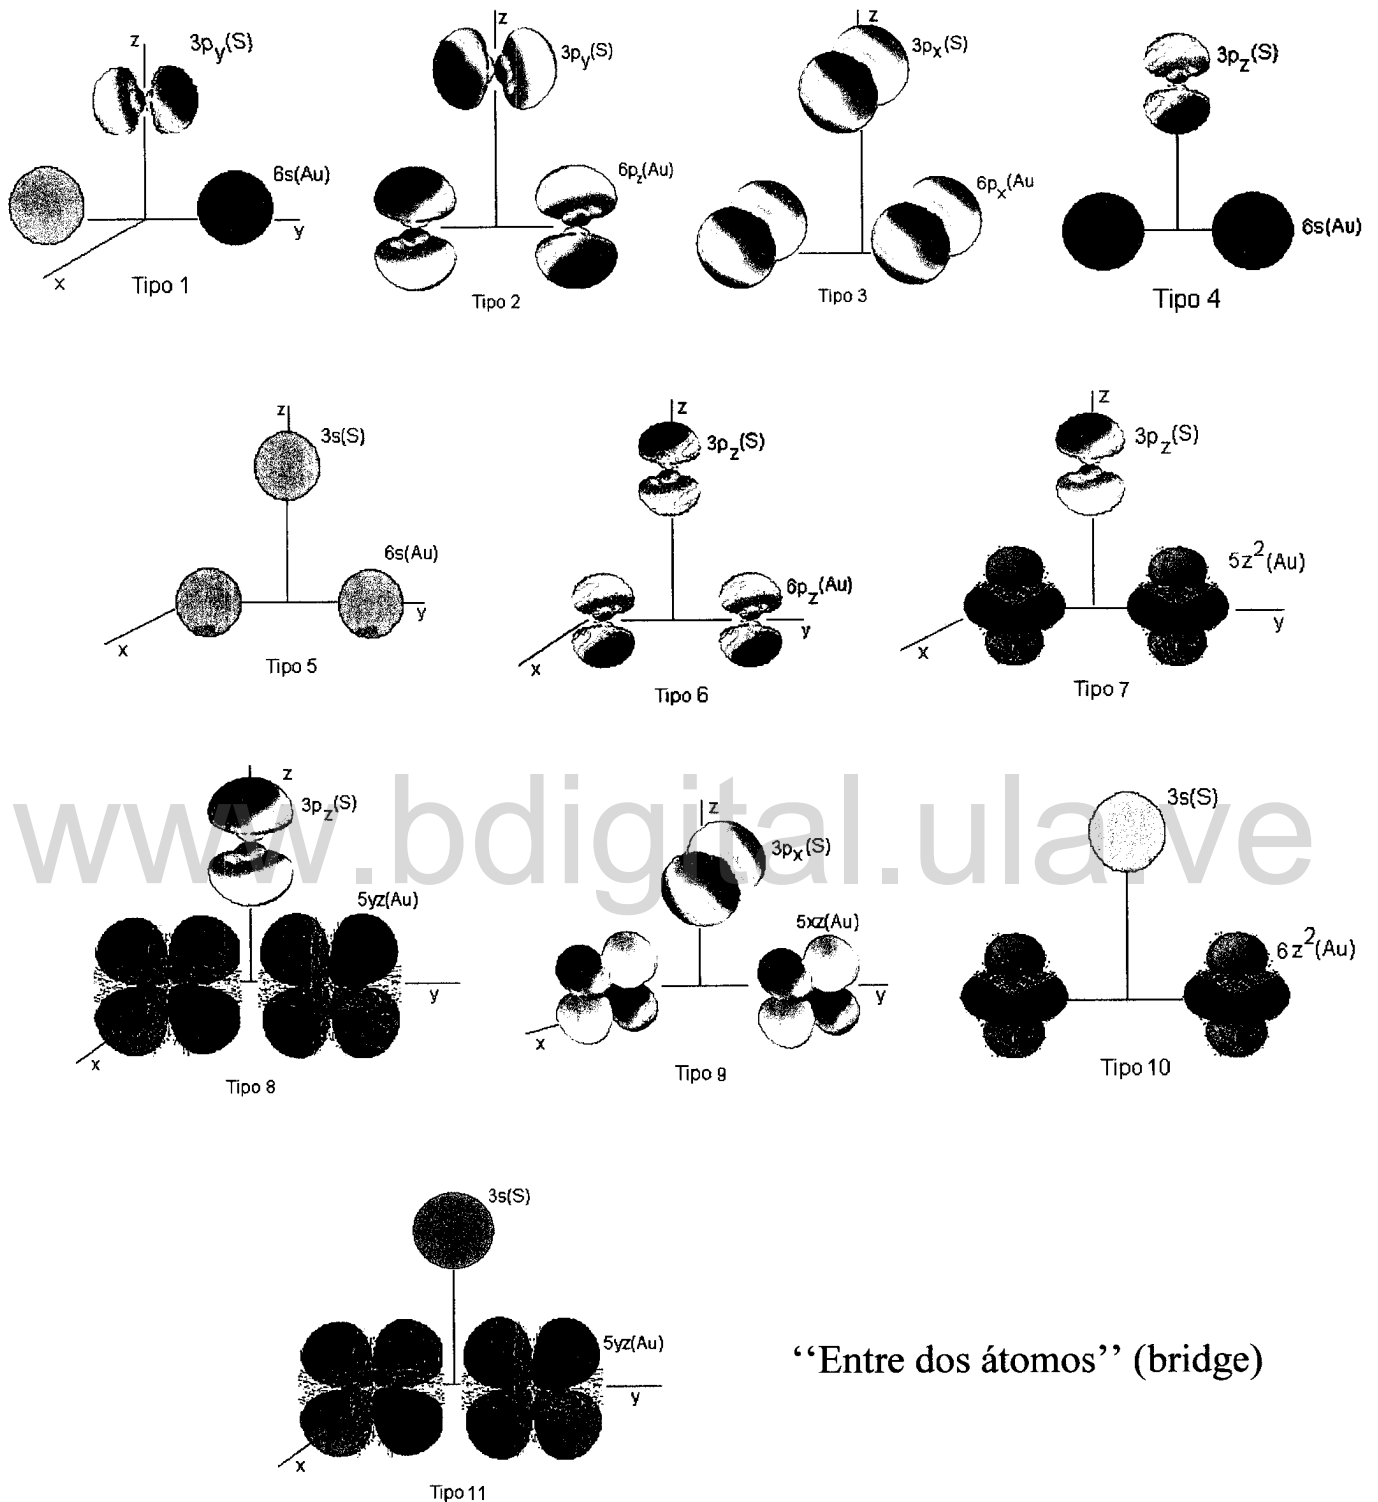 z
3py(S)
6s(Au)
y
x
Tipo 1
z
3py(S)
6pz(Au)
Tipo 2
z
3px(S)
6px(Au
Tipo 3
3pz(S)
6s(Au)
Tipo 4
z
3s(S)
6s(Au)
y
x
Tipo 5
z
3pz(S)
6pz(Au)
y
x
Tipo 6
z
3pz(S)
5z²(Au)
y
x
Tipo 7
z
3pz(S)
5yz(Au)
y
x
Tipo 8
z
3px(S)
5xz(Au)
y
x
Tipo 9
3s(S)
6z²(Au)
Tipo 10
www.bdigital.ula.ve
3s(S)
5yz(Au)
y
x
Tipo 11
‘‘Entre dos átomos’’ (bridge)